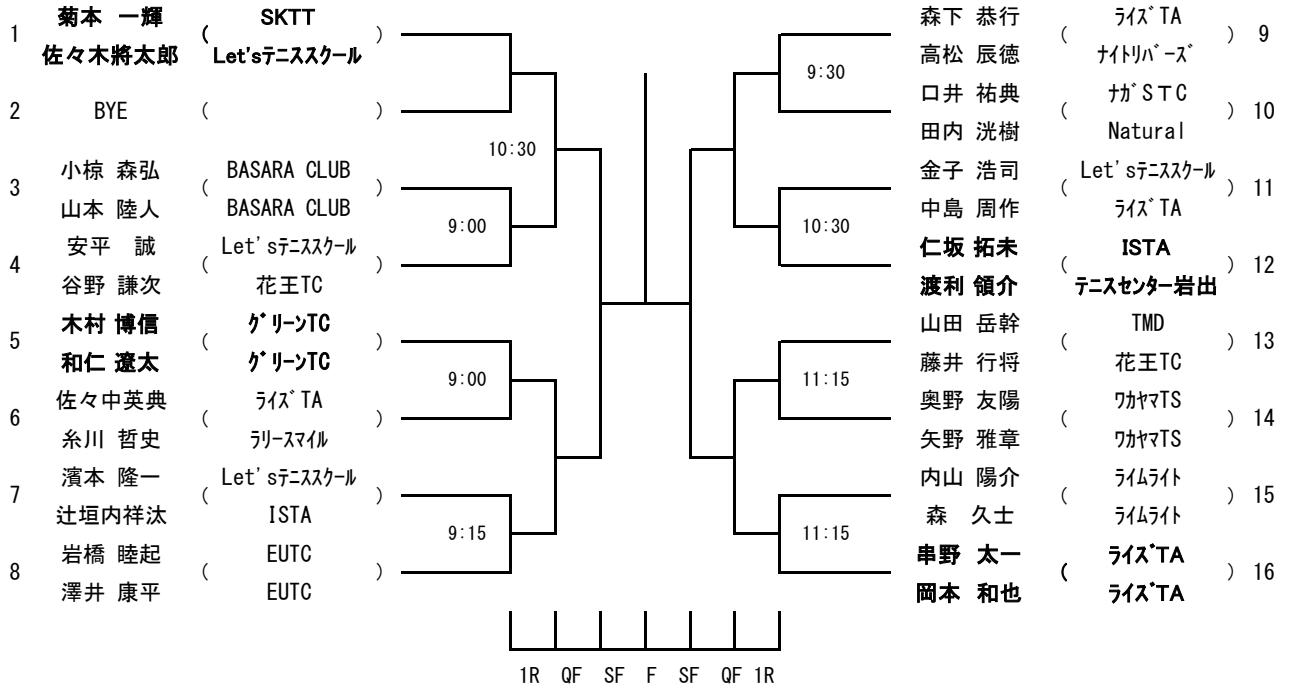 菊本 一輝 SKTT
1 ( )
佐々木將太郎 Let'sテニススクール
2 BYE ( )
10:30
小椋 森弘 BASARA CLUB
3 ( )
山本 陸人 BASARA CLUB
9:00
安平 誠 Let'sテニススクール
4 ( )
谷野 謙次 花王TC
木村 博信 グリーンTC
5 ( )
和仁 遼太 グリーンTC
9:00
佐々中英典 ライズTA
6 ( )
糸川 哲史 ラリースマイル
濱本 隆一 Let'sテニススクール
7 ( )
辻垣内祥汰 ISTA
9:15
岩橋 睦起 EUTC
8 ( )
澤井 康平 EUTC
森下 恭行 ライズTA
( ) 9
高松 辰徳 ナイトリバーズ
9:30
口井 祐典 ナガSTC
( ) 10
田内 洸樹 Natural
金子 浩司 Let'sテニススクール
( ) 11
中島 周作 ライズTA
10:30
仁坂 拓未 ISTA
( ) 12
渡利 領介 テニスセンター岩出
山田 岳幹 TMD
( ) 13
藤井 行将 花王TC
11:15
奥野 友陽 ワカヤマTS
( ) 14
矢野 雅章 ワカヤマTS
内山 陽介 ライムライト
( ) 15
森 久士 ライムライト
11:15
串野 太一 ライズTA
( ) 16
岡本 和也 ライズTA
1R QF SF F SF QF 1R